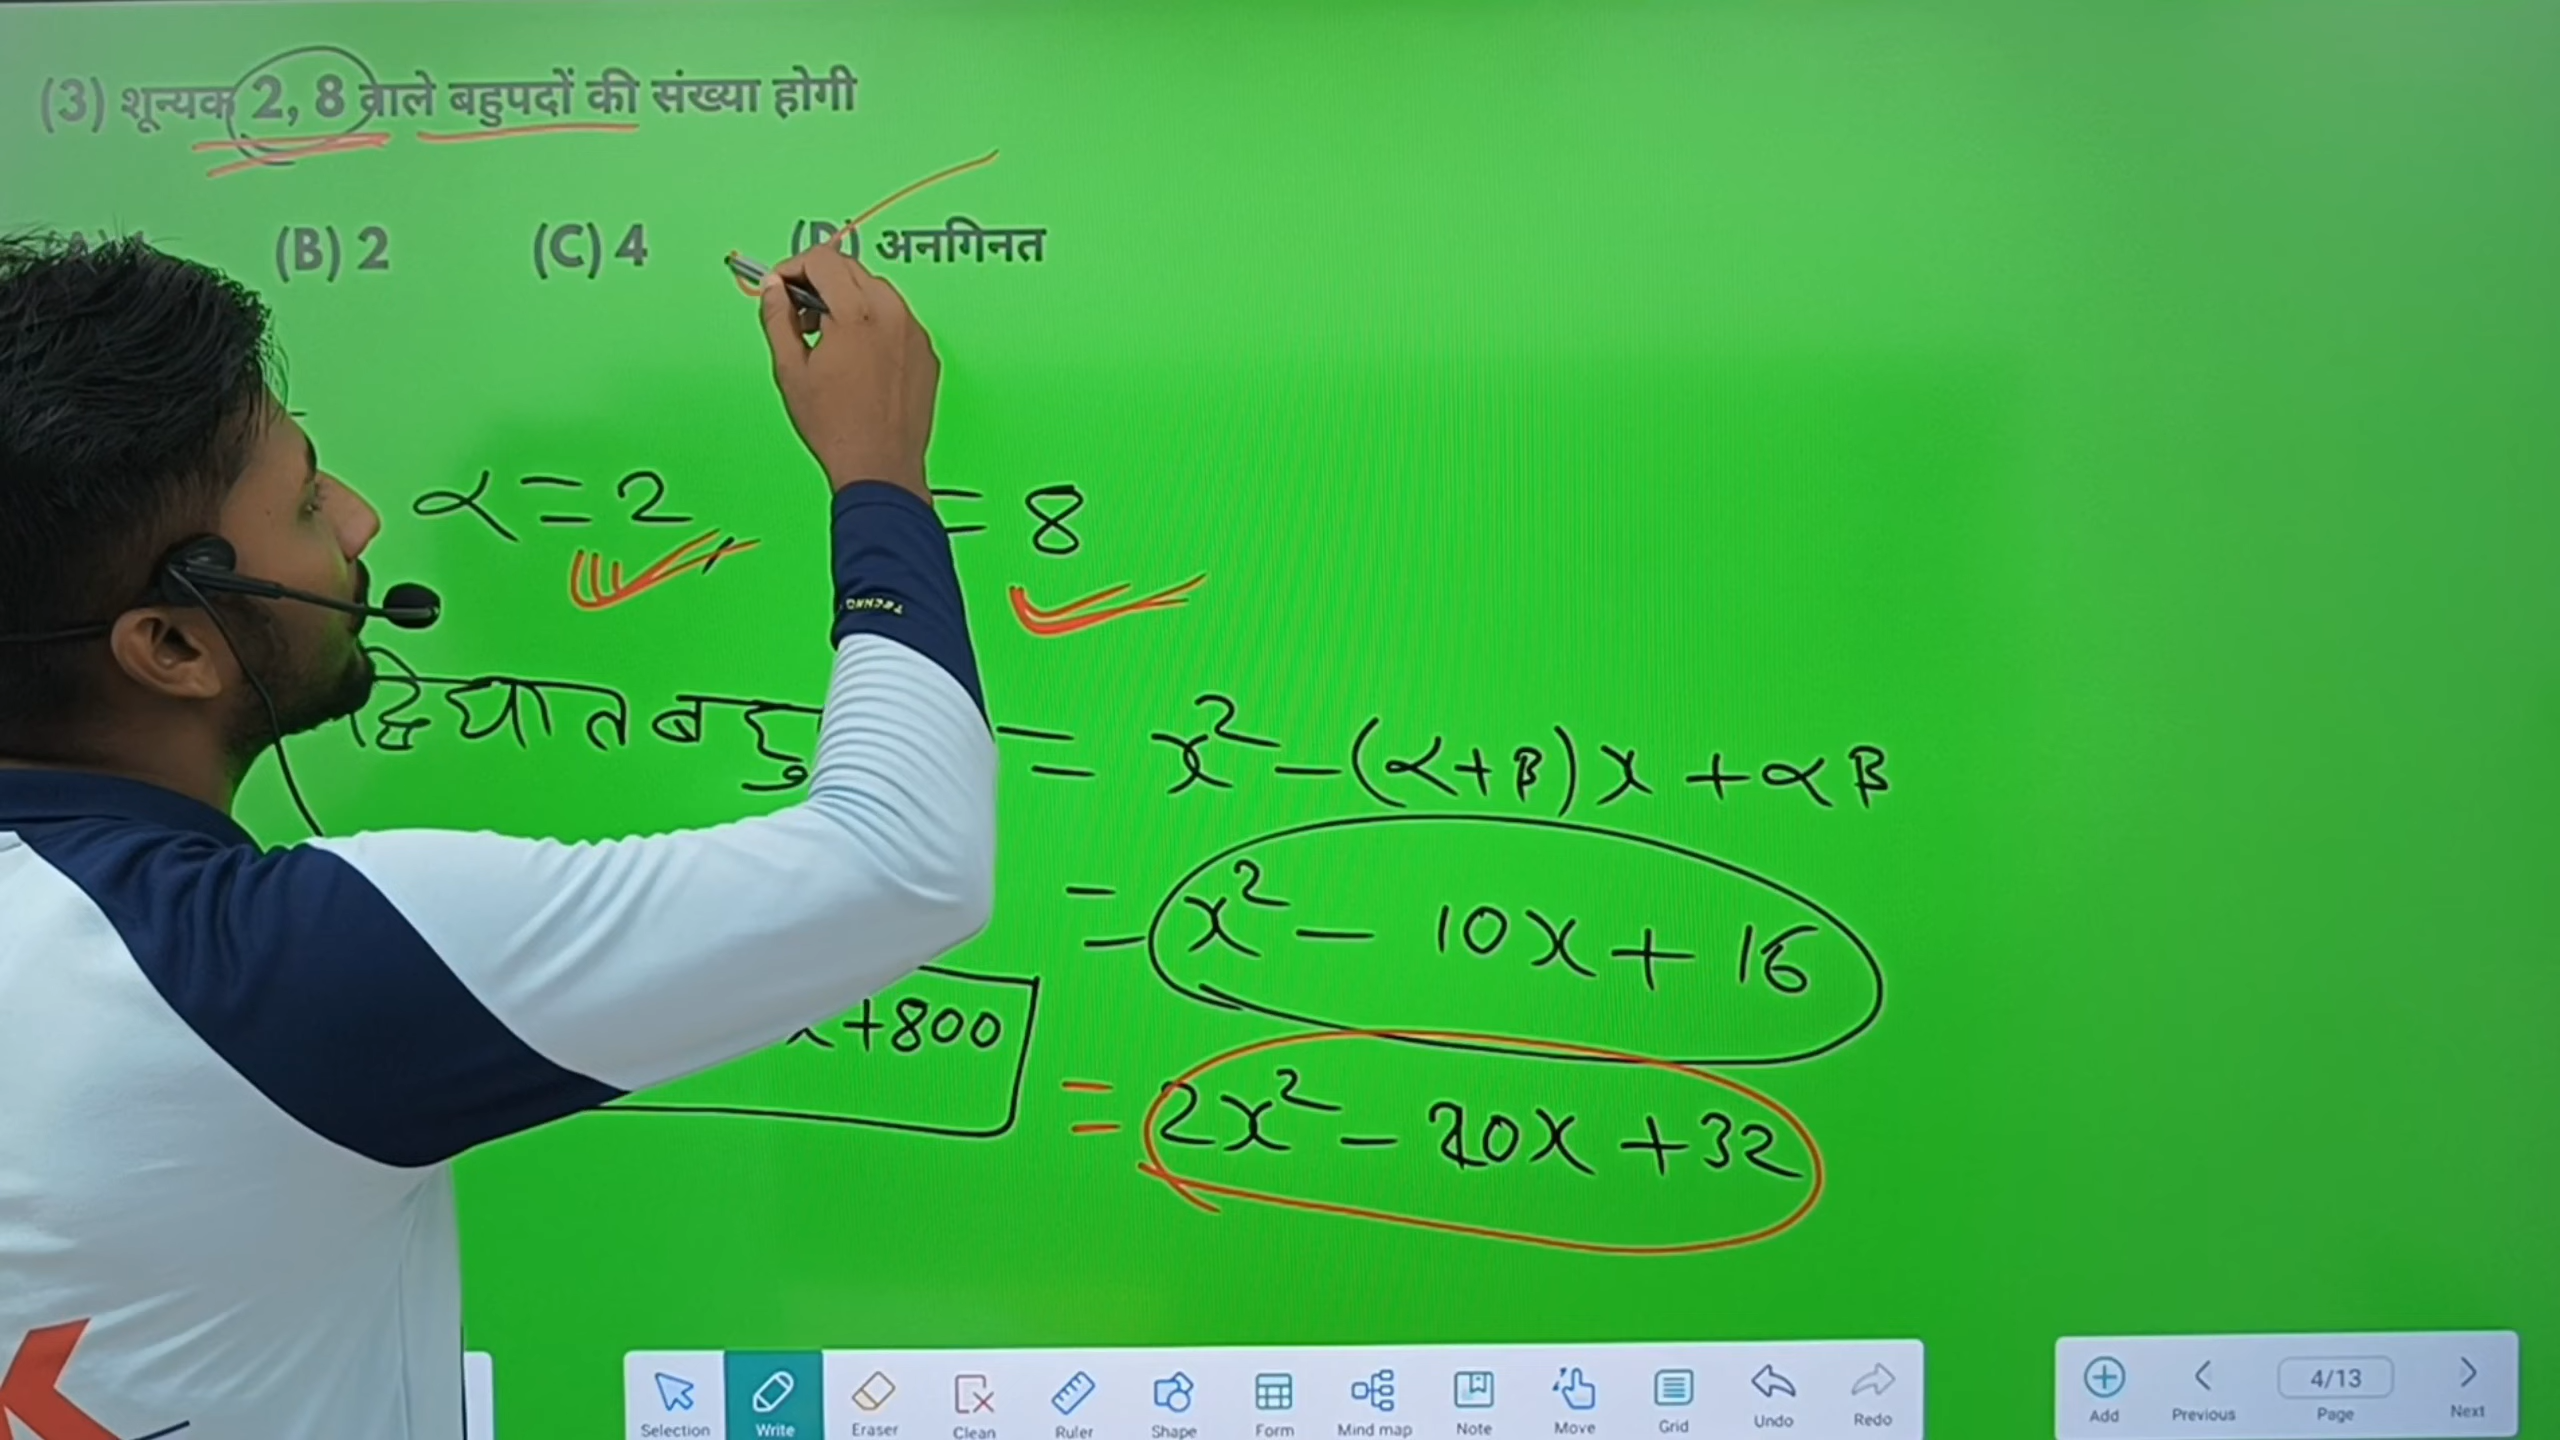 (3) शून्यक 2, 8 वाले बहुपदों की संख्या होगी
(B) 2 (C) 4 (D) अनगिनत
α = 2 = 8
द्विघात बहु = x² - (α+β)x + αβ
= x² - 10x + 16
x+800
= 2x² - 20x + 32
TECHNO
Selection Write Eraser Clean Ruler Shape Form Mind map Note Move Grid Undo Redo
Add Previous 4/13 Page Next